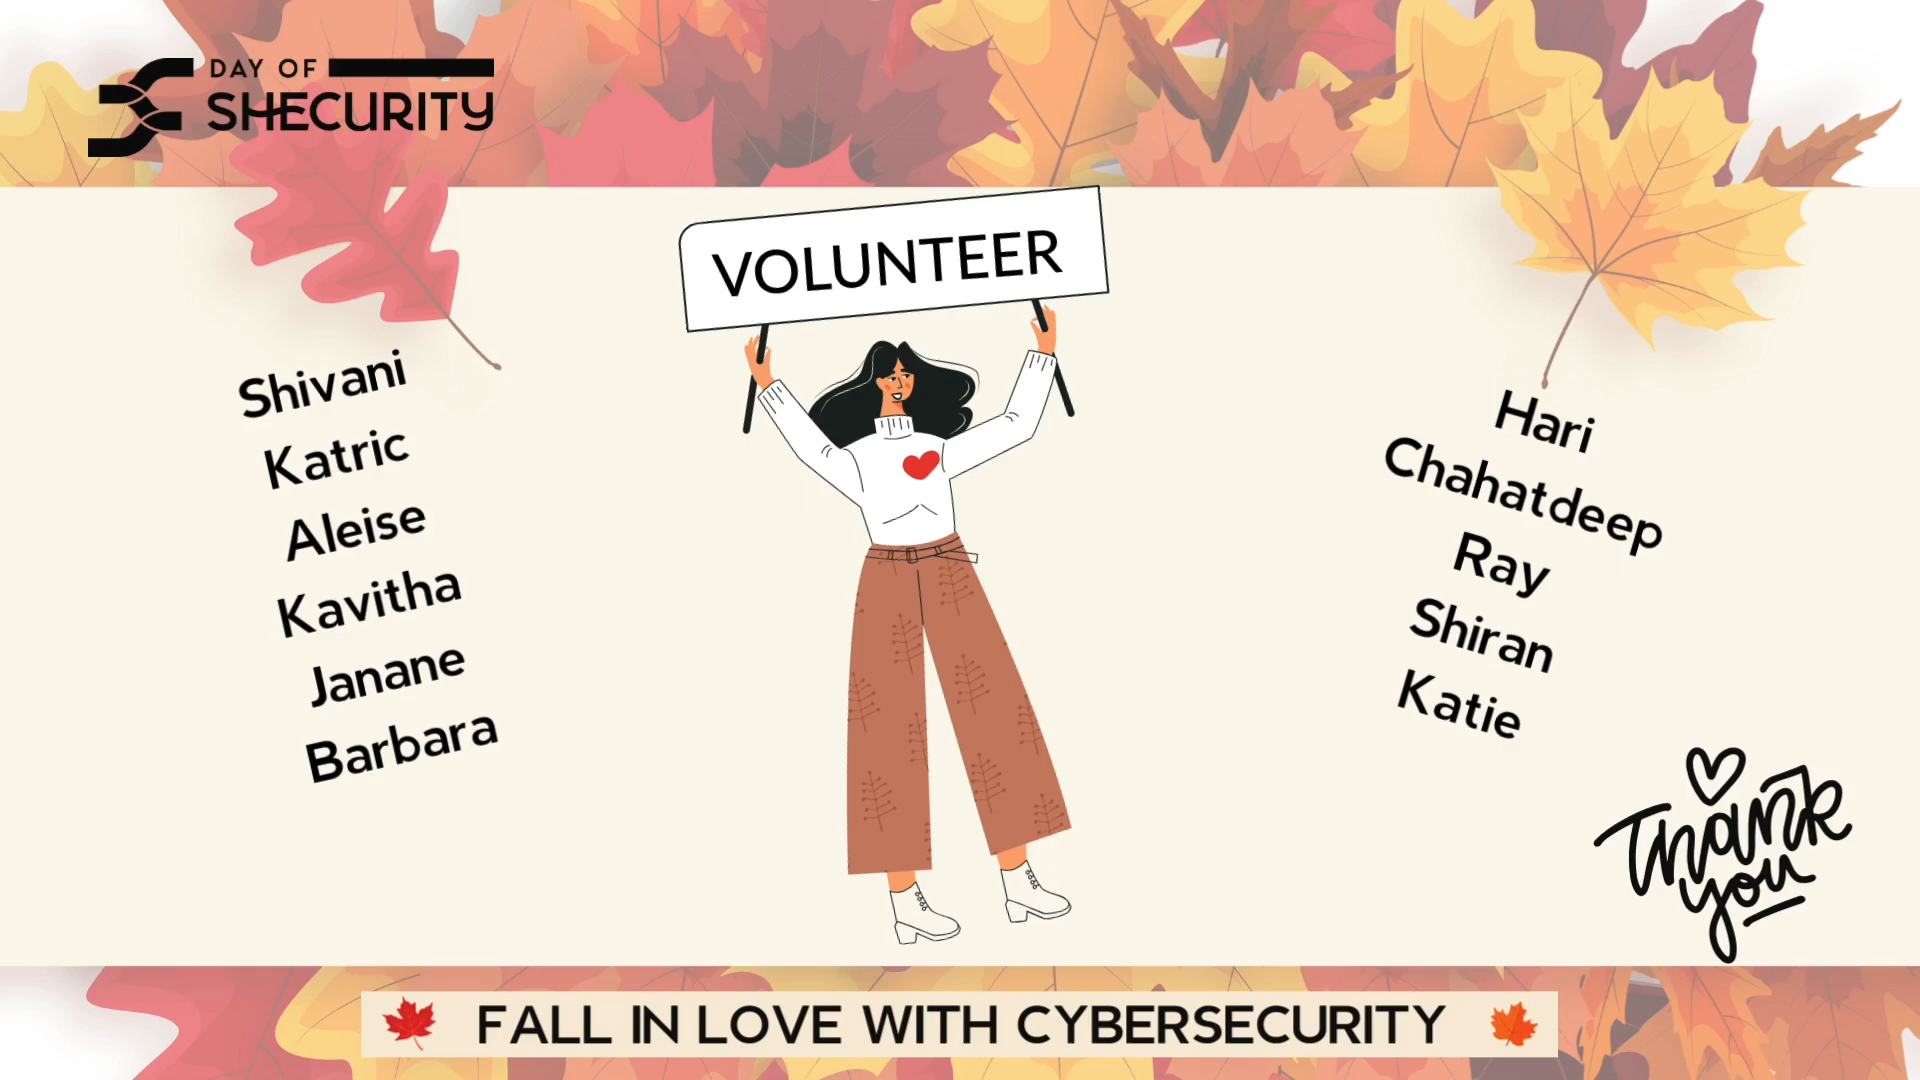 DAY OF
SHECURITY
VOLUNTEER
Shivani
Katric
Aleise
Kavitha
Janane
Barbara
Hari
Chahatdeep
Ray
Shiran
Katie
Thank
you
FALL IN LOVE WITH CYBERSECURITY